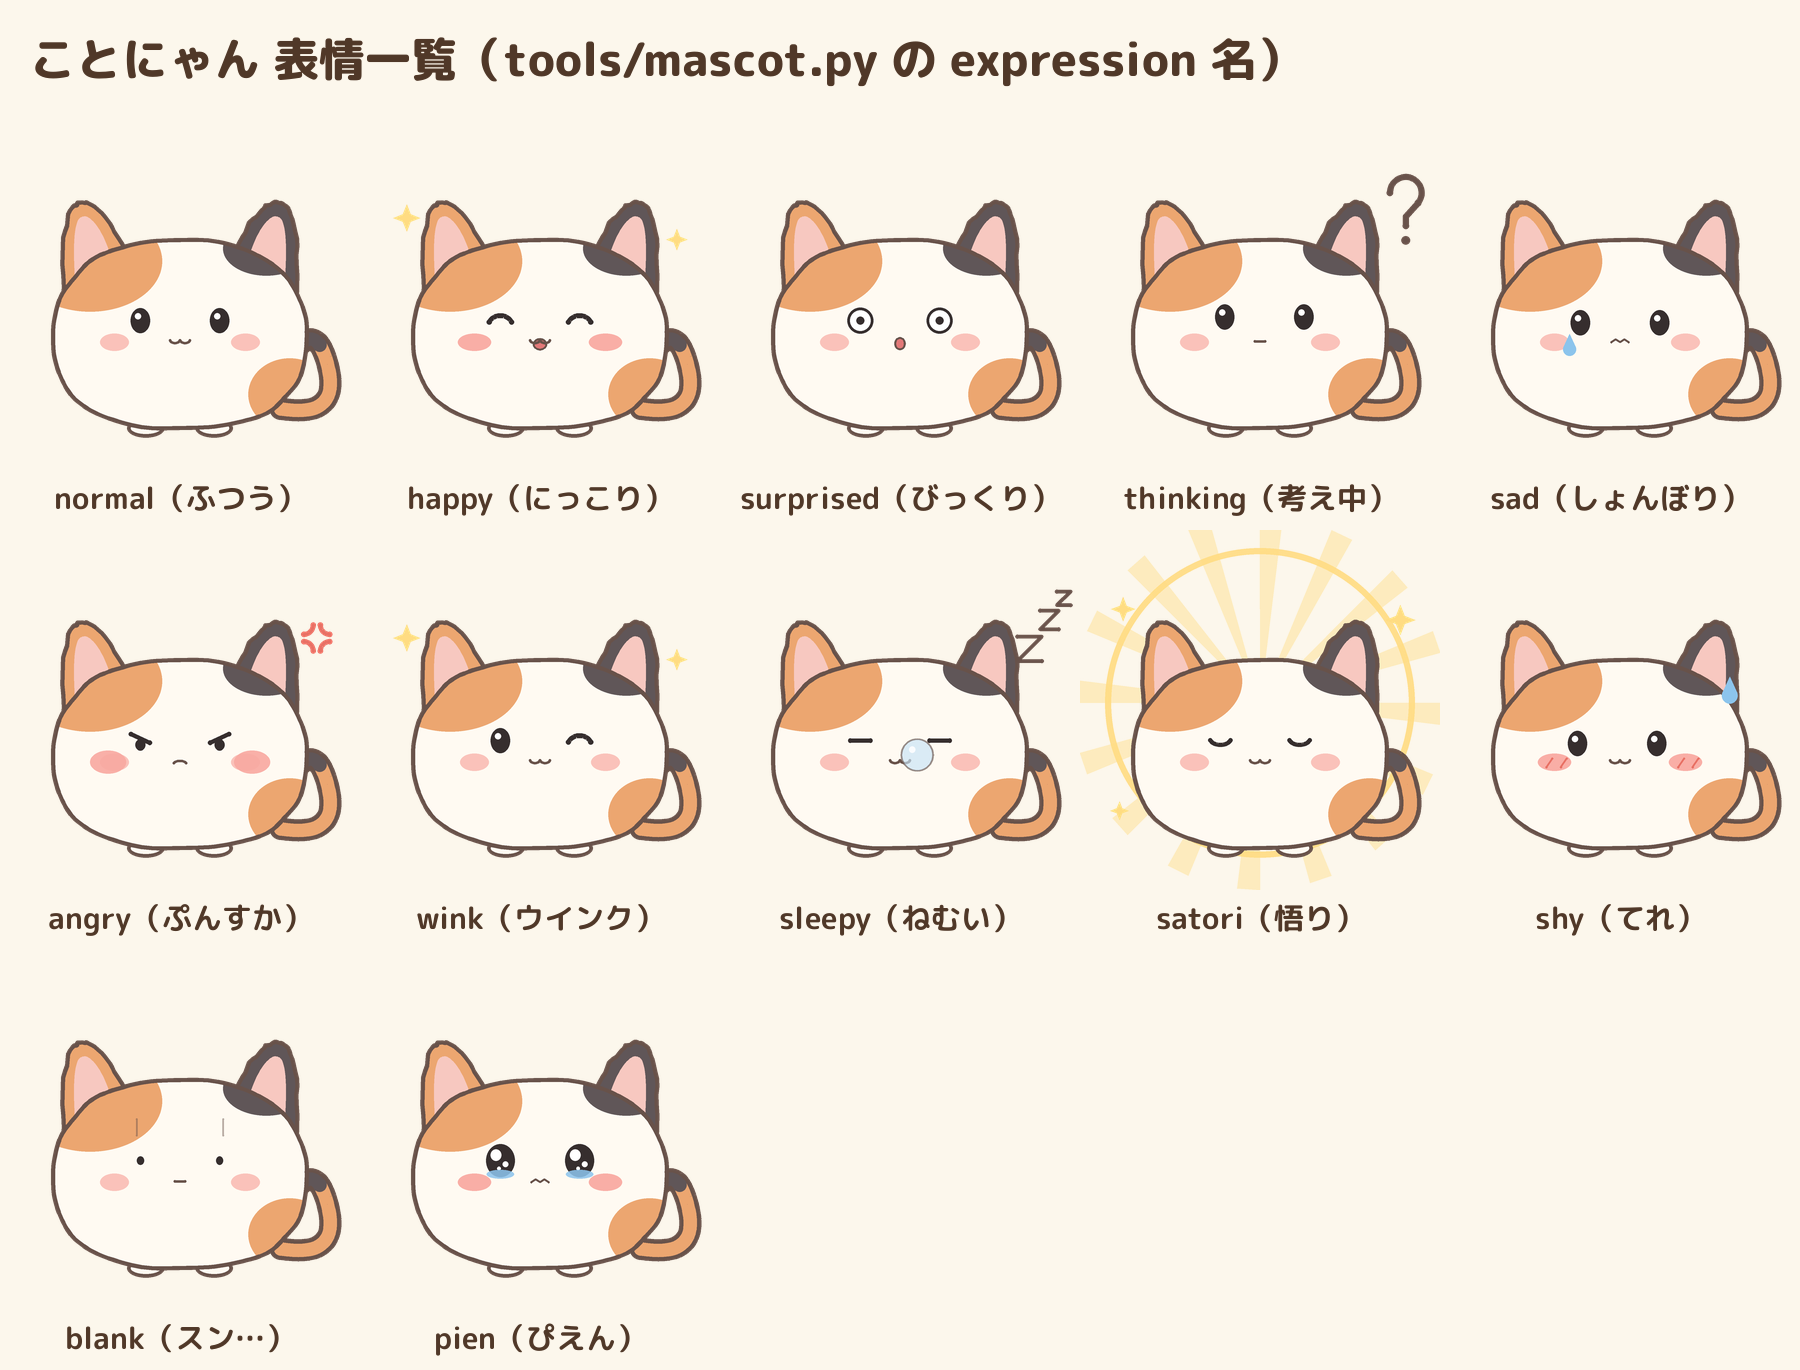 ことにゃん 表情一覧（tools/mascot.py の expression 名）
?
normal（ふつう）
happy（にっこり）
surprised（びっくり）
thinking（考え中）
sad（しょんぼり）
z
z
z
angry（ぷんすか）
wink（ウインク）
sleepy（ねむい）
satori（悟り）
shy（てれ）
blank（スン…）
pien（ぴえん）